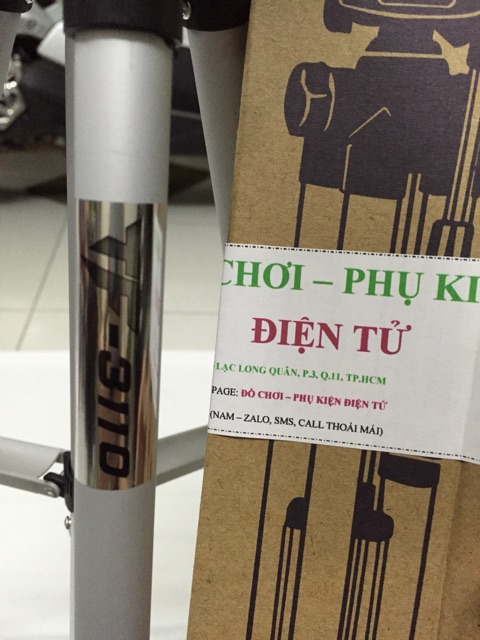 TF-3110
CHƠI – PHỤ KI
ĐIỆN TỬ
LẠC LONG QUÂN, P.3, Q.11, TP.HCM
PAGE: ĐỒ CHƠI – PHỤ KIỆN ĐIỆN TỬ
(NAM – ZALO, SMS, CALL THOẢI MÁI)